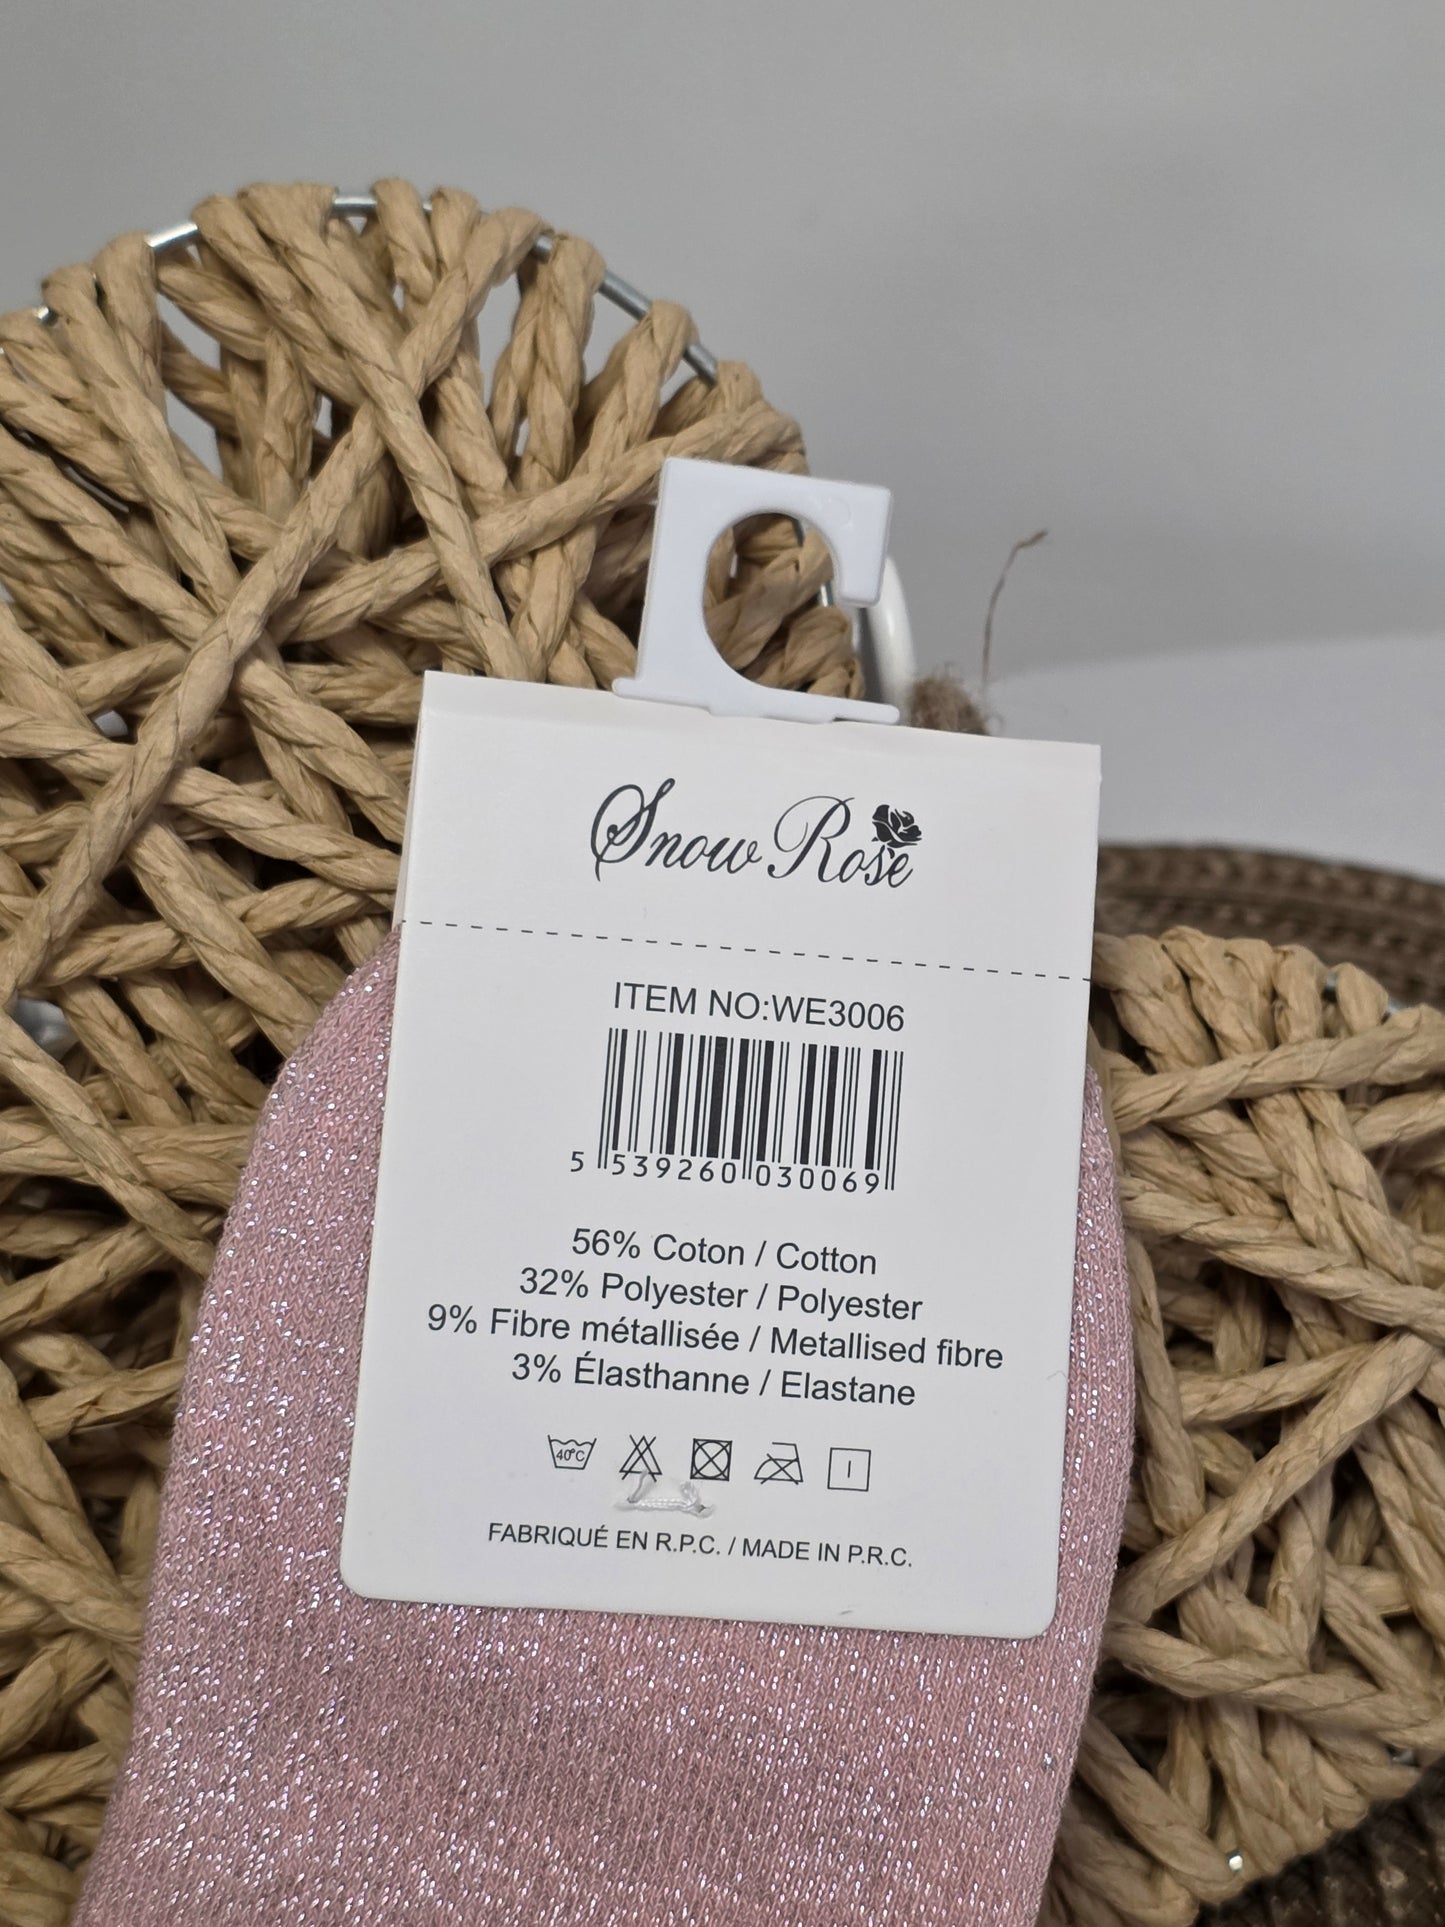 Snow Rose
ITEM NO:WE3006
5 539260 030069
56% Coton / Cotton
32% Polyester / Polyester
9% Fibre métallisée / Metallised fibre
3% Élasthanne / Elastane
40°C
FABRIQUÉ EN R.P.C. / MADE IN P.R.C.